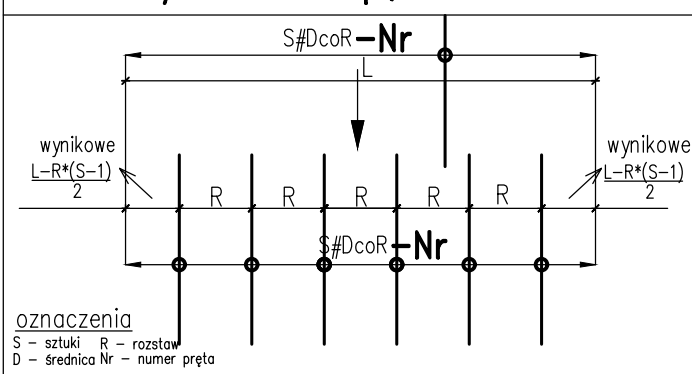 S#DcoR-Nr
L
wynikowe
L-R*(S-1)
2
wynikowe
L-R*(S-1)
2
R R R R R
S#DcoR-Nr
oznaczenia
S - sztuki R - rozstaw
D - średnica Nr - numer pręta